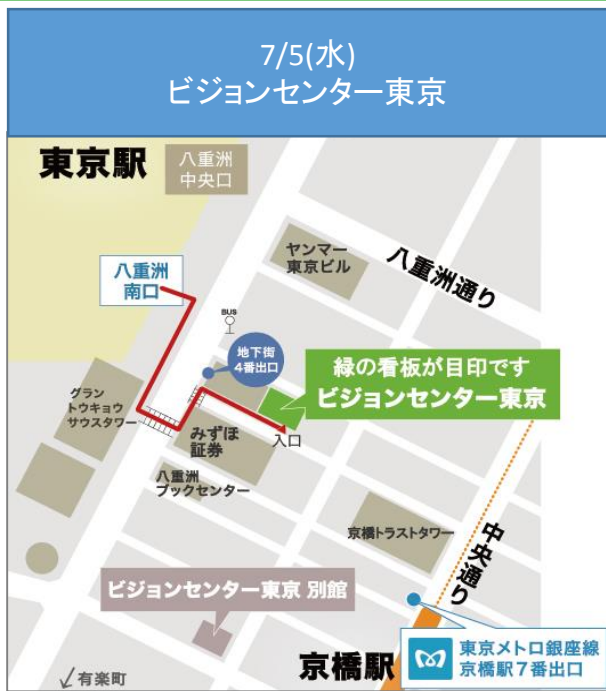 7/5(水)
ビジョンセンター東京
東京駅
八重洲
中央口
ヤンマー
東京ビル
八重洲通り
八重洲
南口
BUS
地下街
4番出口
緑の看板が目印です
ビジョンセンター東京
グラン
トウキョウ
サウスタワー
みずほ
証券
入口
八重洲
ブックセンター
京橋トラストタワー
中央通り
ビジョンセンター東京 別館
京橋駅
東京メトロ銀座線
京橋駅7番出口
有楽町